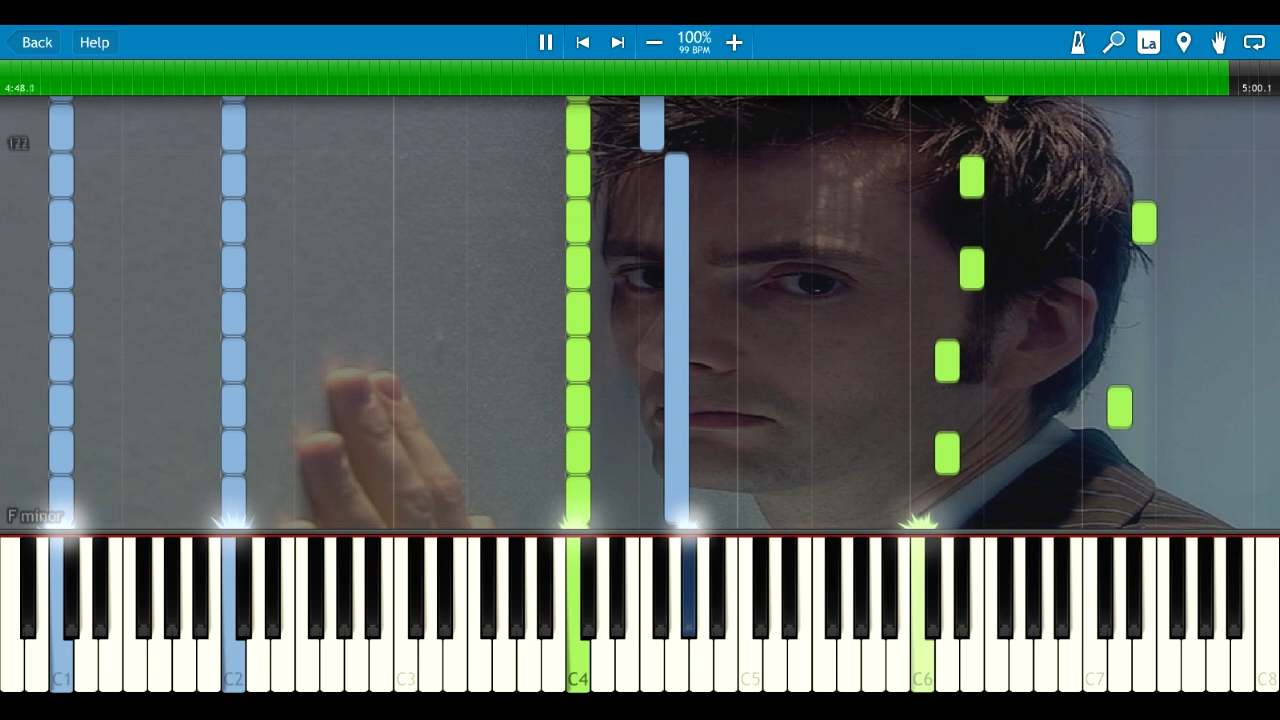 Back Help 100% La
99 BPM
4:48.1 5:00.1
122
F minor
C1 C2 C3 C4 C5 C6 C7 C8